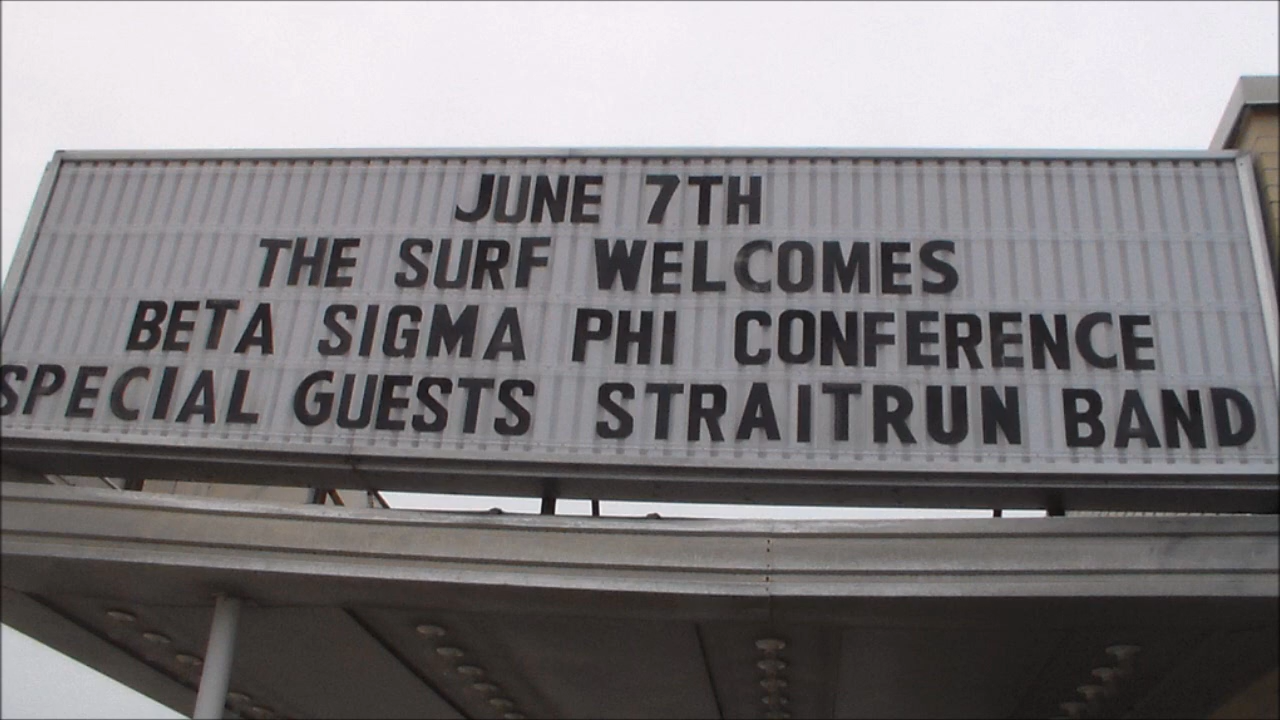 JUNE 7TH
THE SURF WELCOMES
BETA SIGMA PHI CONFERENCE
SPECIAL GUESTS STRAITRUN BAND